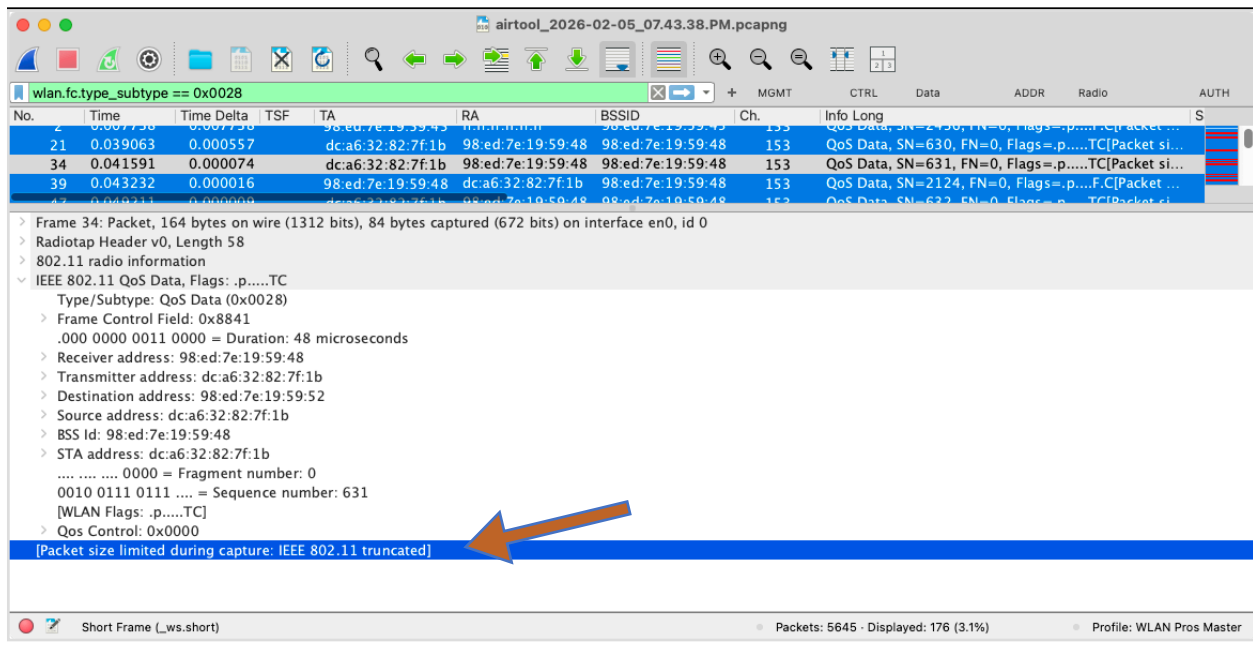 airtool_2026-02-05_07.43.38.PM.pcapng
wlan.fc.type_subtype == 0x0028 + MGMT CTRL Data ADDR Radio AUTH
No. Time Time Delta TSF TA RA BSSID Ch. Info Long S
21 0.039063 0.000557 dc:a6:32:82:7f:1b 98:ed:7e:19:59:48 98:ed:7e:19:59:48 153 QoS Data, SN=630, FN=0, Flags=.p.....TC[Packet si...
34 0.041591 0.000074 dc:a6:32:82:7f:1b 98:ed:7e:19:59:48 98:ed:7e:19:59:48 153 QoS Data, SN=631, FN=0, Flags=.p.....TC[Packet si...
39 0.043232 0.000016 98:ed:7e:19:59:48 dc:a6:32:82:7f:1b 98:ed:7e:19:59:48 153 QoS Data, SN=2124, FN=0, Flags=.p....F.C[Packet ...
Frame 34: Packet, 164 bytes on wire (1312 bits), 84 bytes captured (672 bits) on interface en0, id 0
Radiotap Header v0, Length 58
802.11 radio information
IEEE 802.11 QoS Data, Flags: .p.....TC
Type/Subtype: QoS Data (0x0028)
Frame Control Field: 0x8841
.000 0000 0011 0000 = Duration: 48 microseconds
Receiver address: 98:ed:7e:19:59:48
Transmitter address: dc:a6:32:82:7f:1b
Destination address: 98:ed:7e:19:59:52
Source address: dc:a6:32:82:7f:1b
BSS Id: 98:ed:7e:19:59:48
STA address: dc:a6:32:82:7f:1b
.... .... .... 0000 = Fragment number: 0
0010 0111 0111 .... = Sequence number: 631
[WLAN Flags: .p.....TC]
Qos Control: 0x0000
[Packet size limited during capture: IEEE 802.11 truncated]
Short Frame (_ws.short) Packets: 5645 · Displayed: 176 (3.1%) Profile: WLAN Pros Master